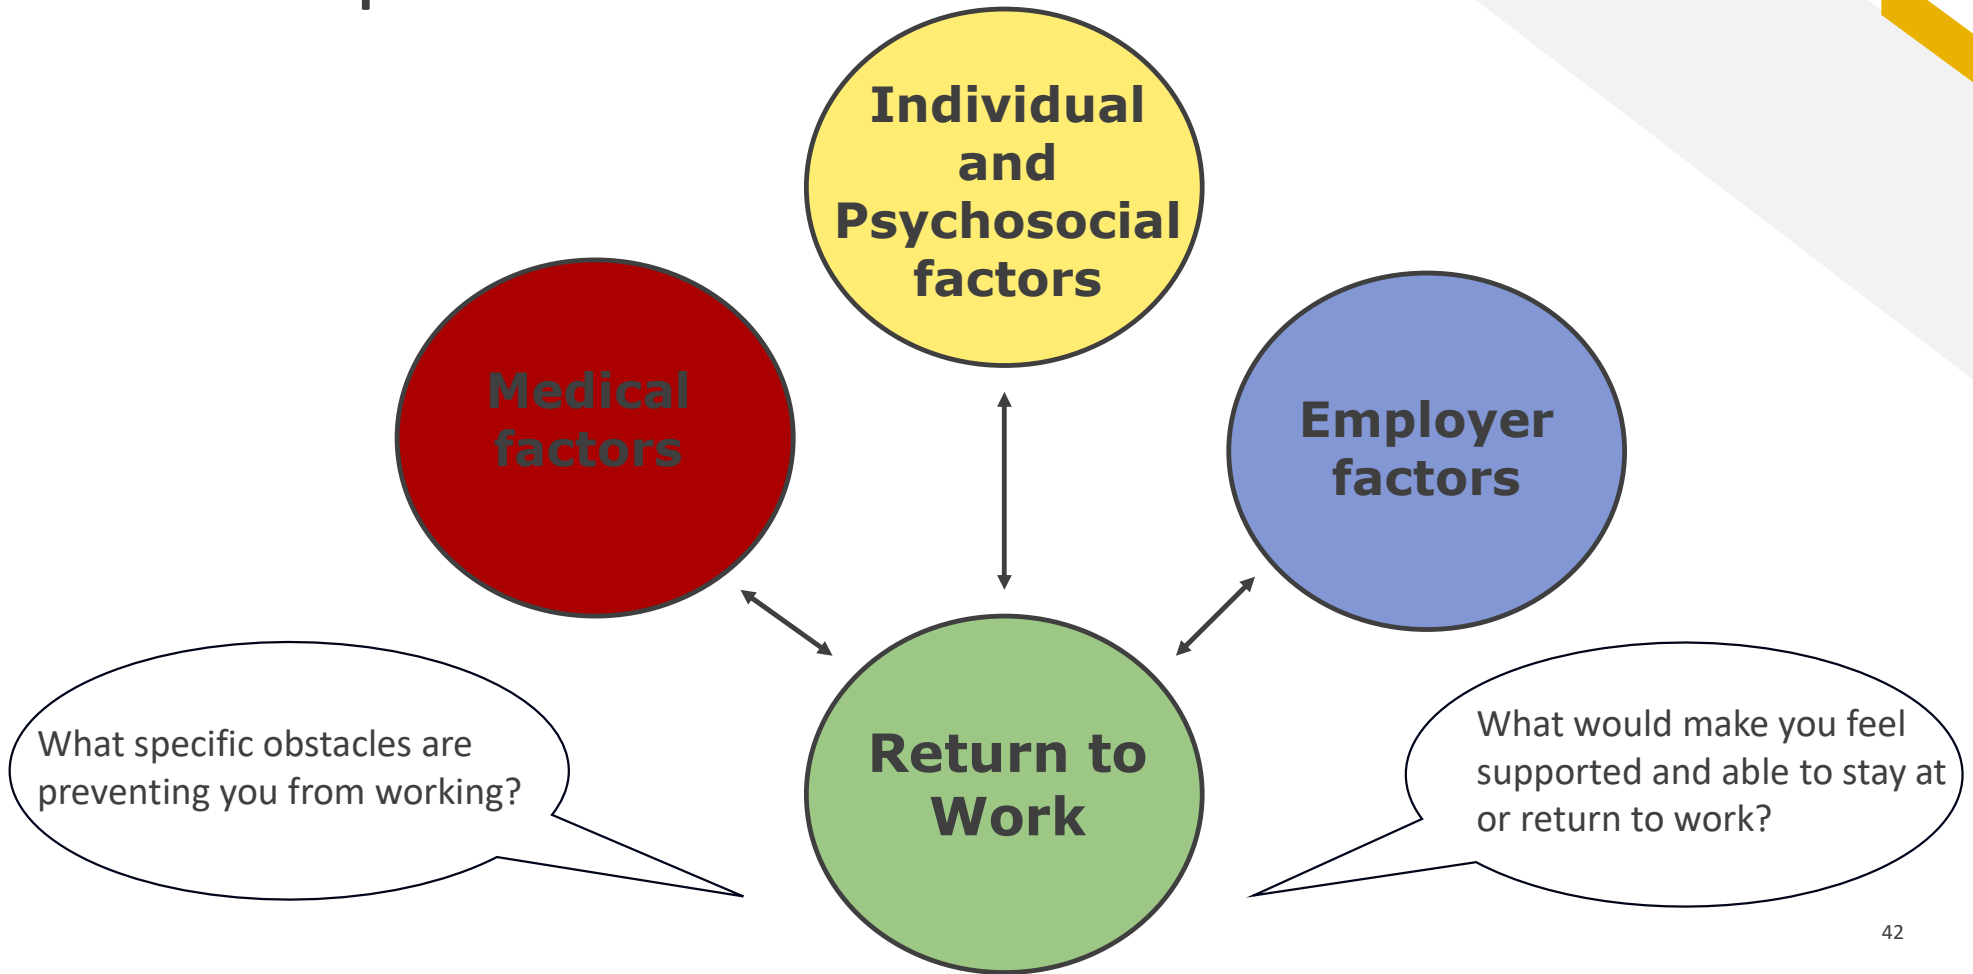 Individual
and
Psychosocial
factors
Medical
factors
Employer
factors
Return to
Work
What specific obstacles are
preventing you from working?
What would make you feel
supported and able to stay at
or return to work?
42